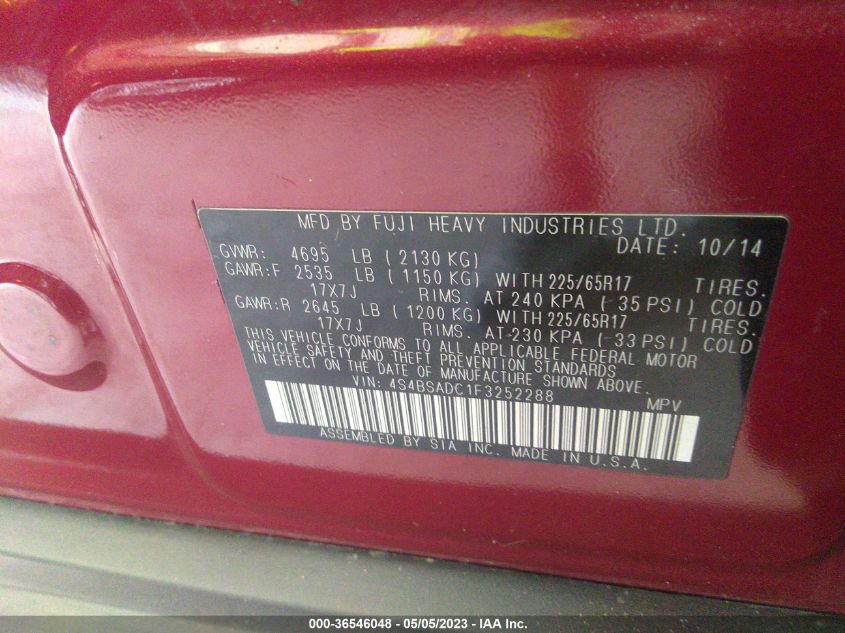 MFD BY FUJI HEAVY INDUSTRIES LTD.
DATE: 10/14
GVWR: 4695 LB (2130 KG)
GAWR:F 2535 LB (1150 KG) WITH 225/65R17 TIRES.
17X7J RIMS. AT 240 KPA (35 PSI) COLD
GAWR:R 2645 LB (1200 KG) WITH 225/65R17 TIRES.
17X7J RIMS. AT 230 KPA (33 PSI) COLD
THIS VEHICLE CONFORMS TO ALL APPLICABLE FEDERAL MOTOR
VEHICLE SAFETY AND THEFT PREVENTION STANDARDS
IN EFFECT ON THE DATE OF MANUFACTURE SHOWN ABOVE.
VIN: 4S4BSADC1F3252288 MPV
ASSEMBLED BY SIA INC. MADE IN U.S.A.
000-36546048 - 05/05/2023 - IAA Inc.